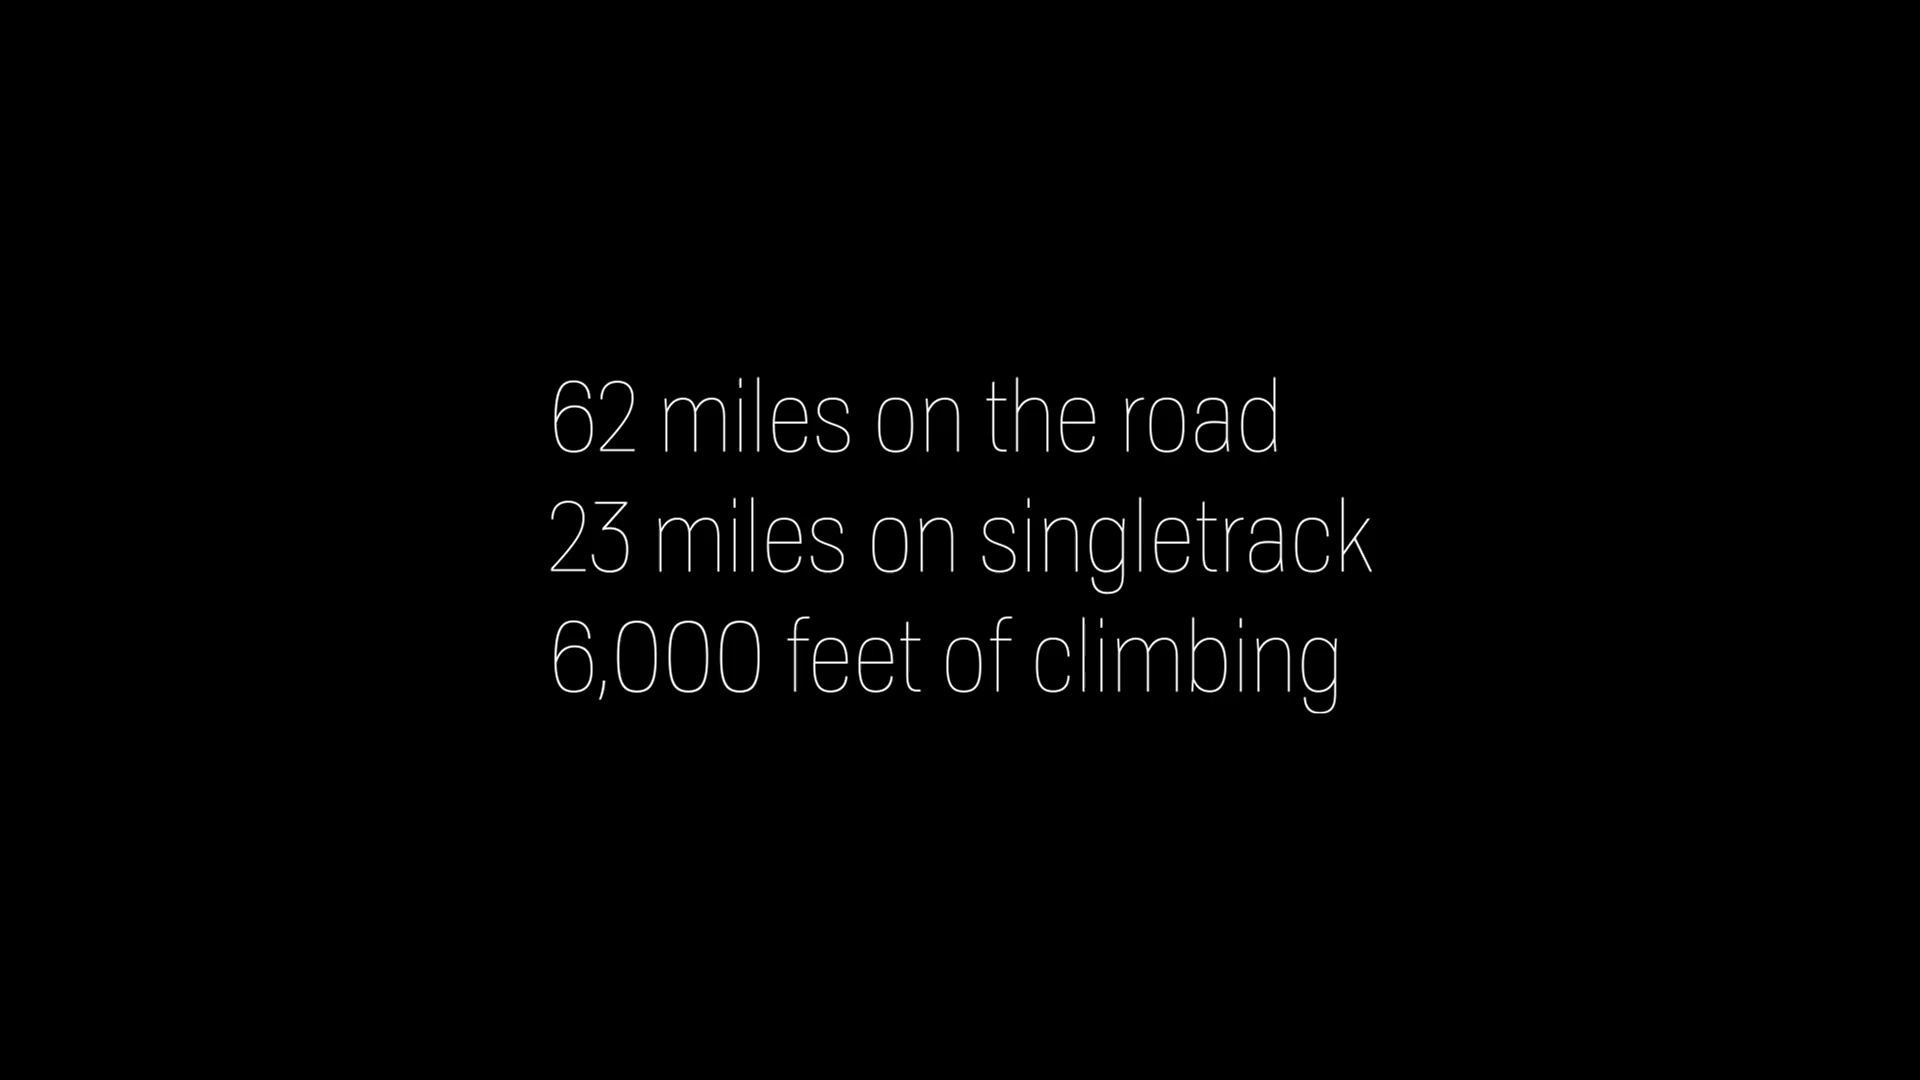 62 miles on the road
23 miles on singletrack
6,000 feet of climbing